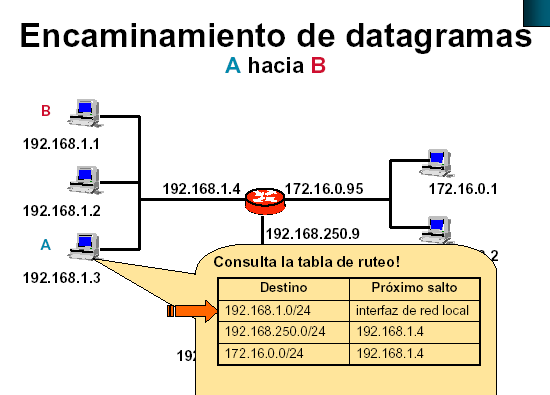 Encaminamiento de datagramas
A hacia B
B
192.168.1.1
192.168.1.2
A
192.168.1.3
192.168.1.4
172.16.0.95
172.16.0.1
192.168.250.9
Consulta la tabla de ruteo!
Destino Próximo salto
192.168.1.0/24 interfaz de red local
192.168.250.0/24 192.168.1.4
172.16.0.0/24 192.168.1.4